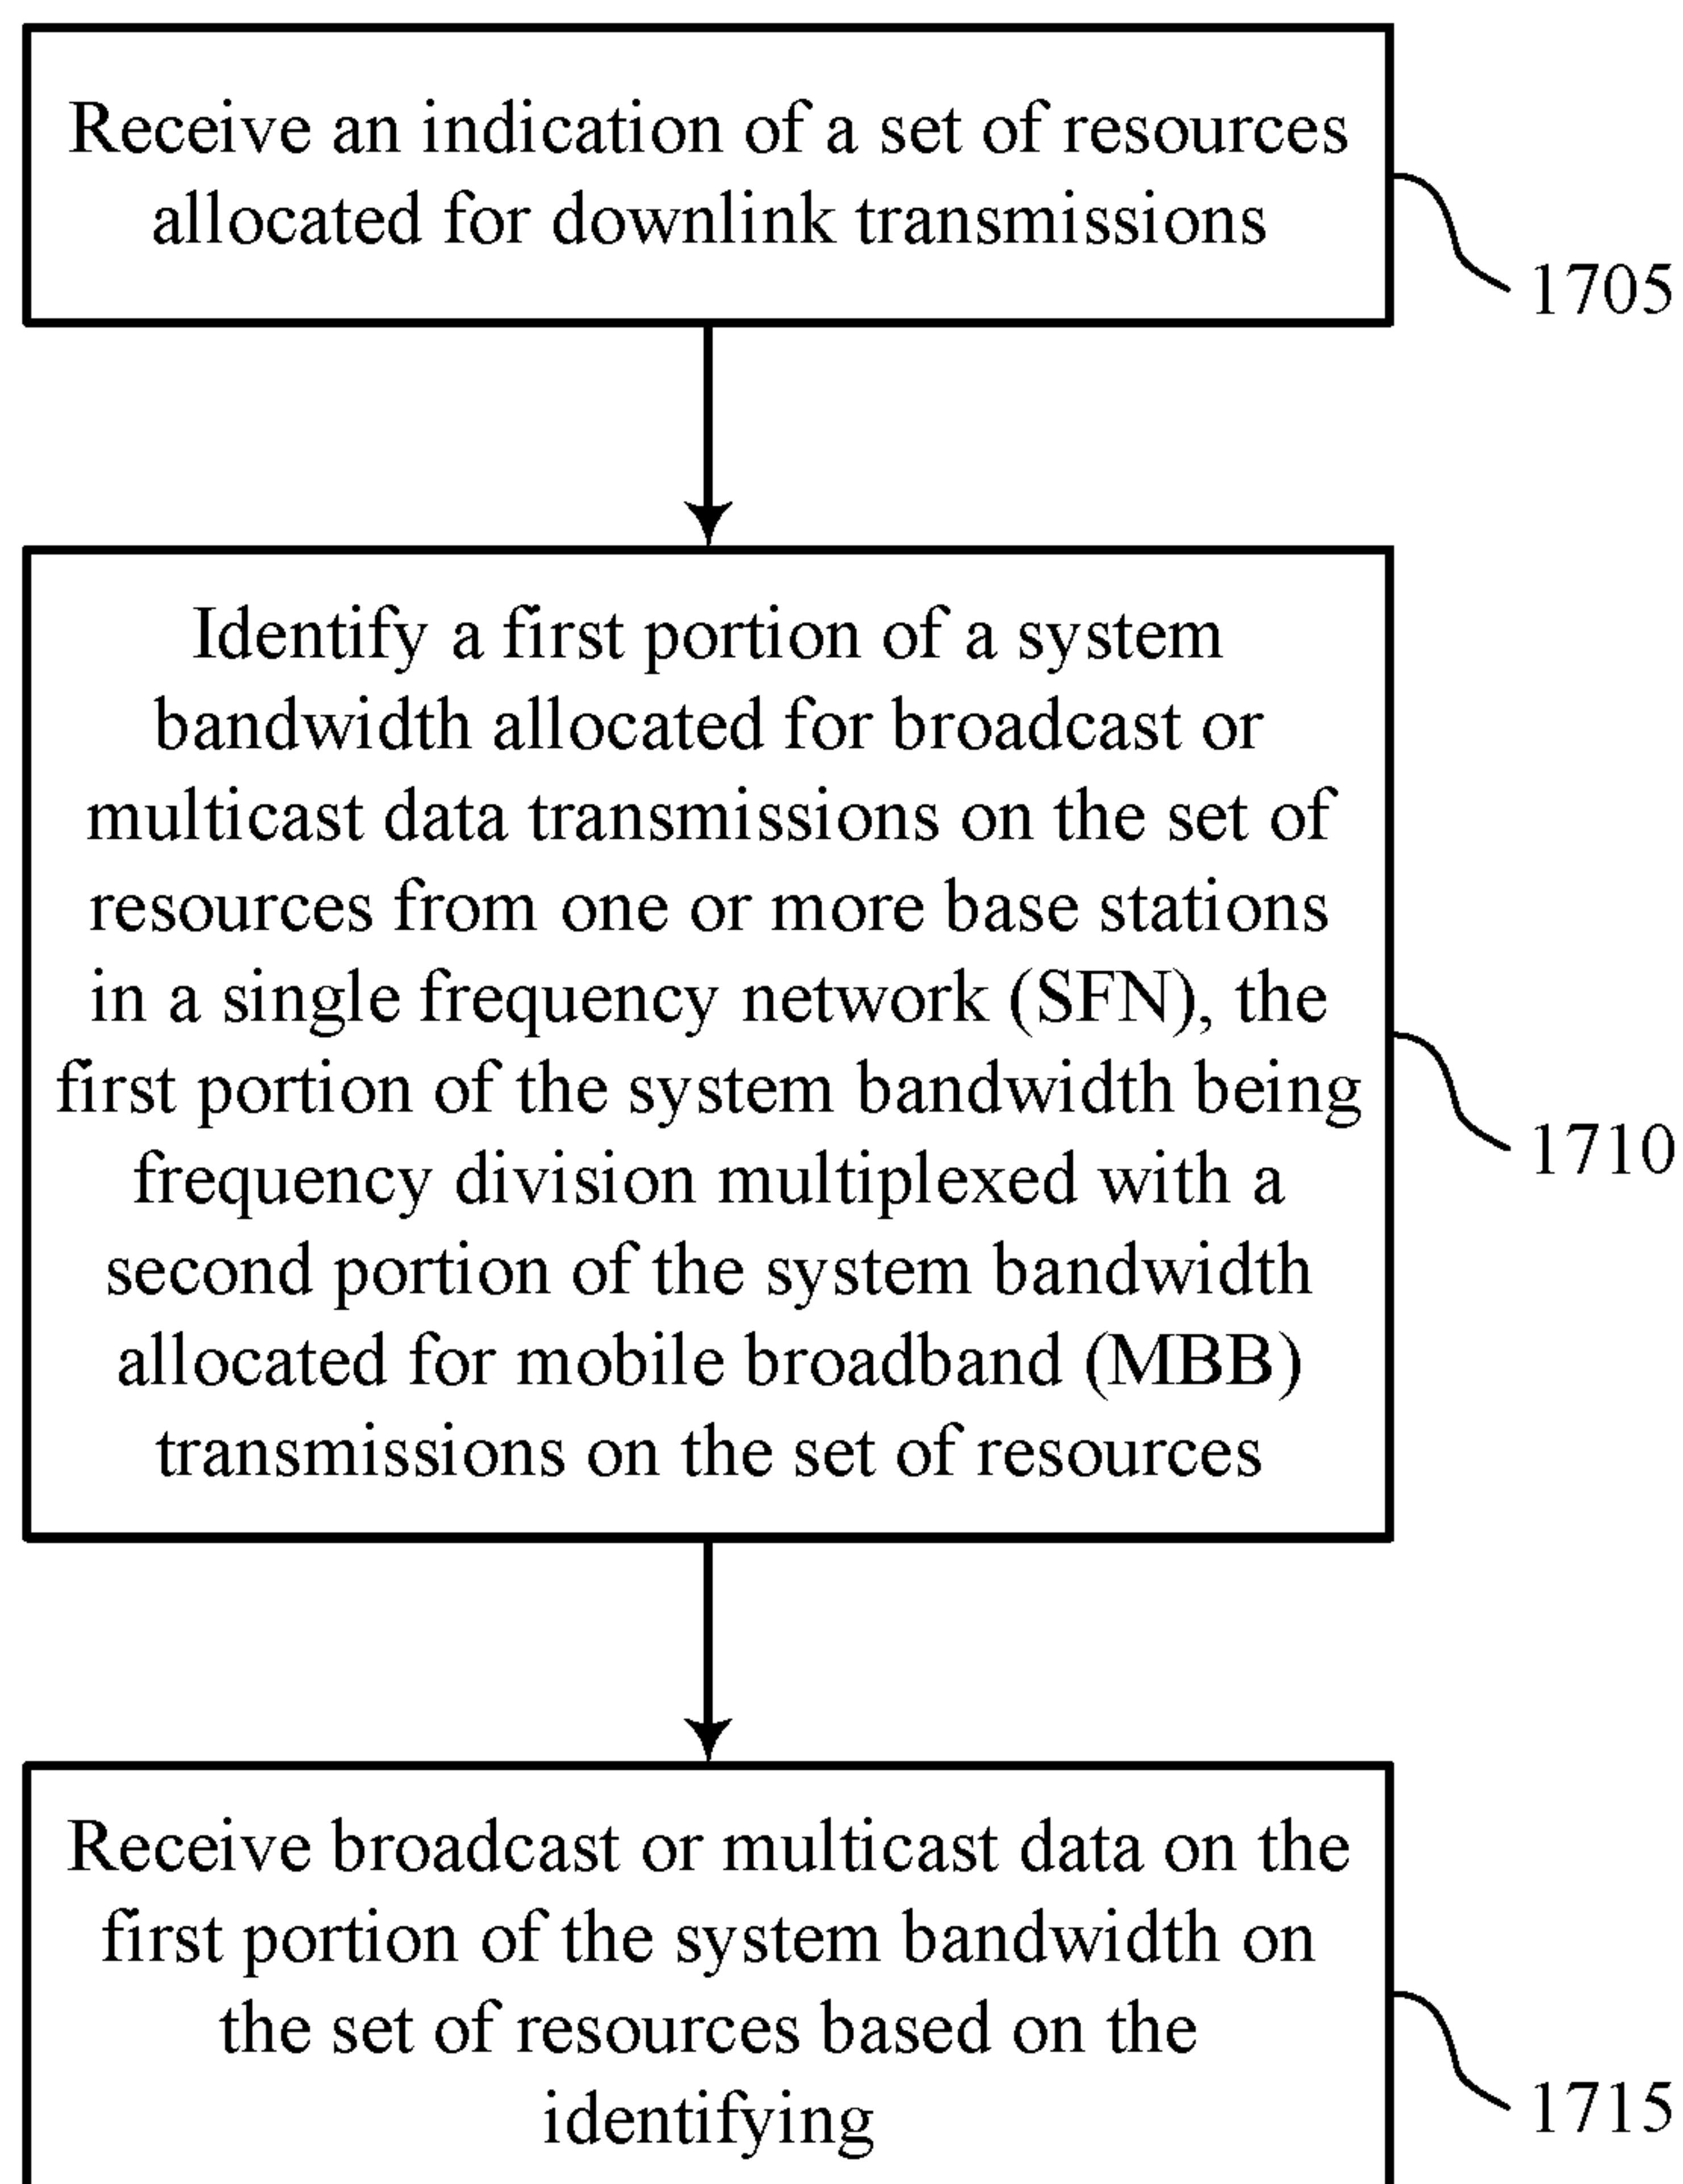 Receive an indication of a set of resources
allocated for downlink transmissions
1705
Identify a first portion of a system
bandwidth allocated for broadcast or
multicast data transmissions on the set of
resources from one or more base stations
in a single frequency network (SFN), the
first portion of the system bandwidth being
frequency division multiplexed with a
second portion of the system bandwidth
allocated for mobile broadband (MBB)
transmissions on the set of resources
1710
Receive broadcast or multicast data on the
first portion of the system bandwidth on
the set of resources based on the
identifying
1715